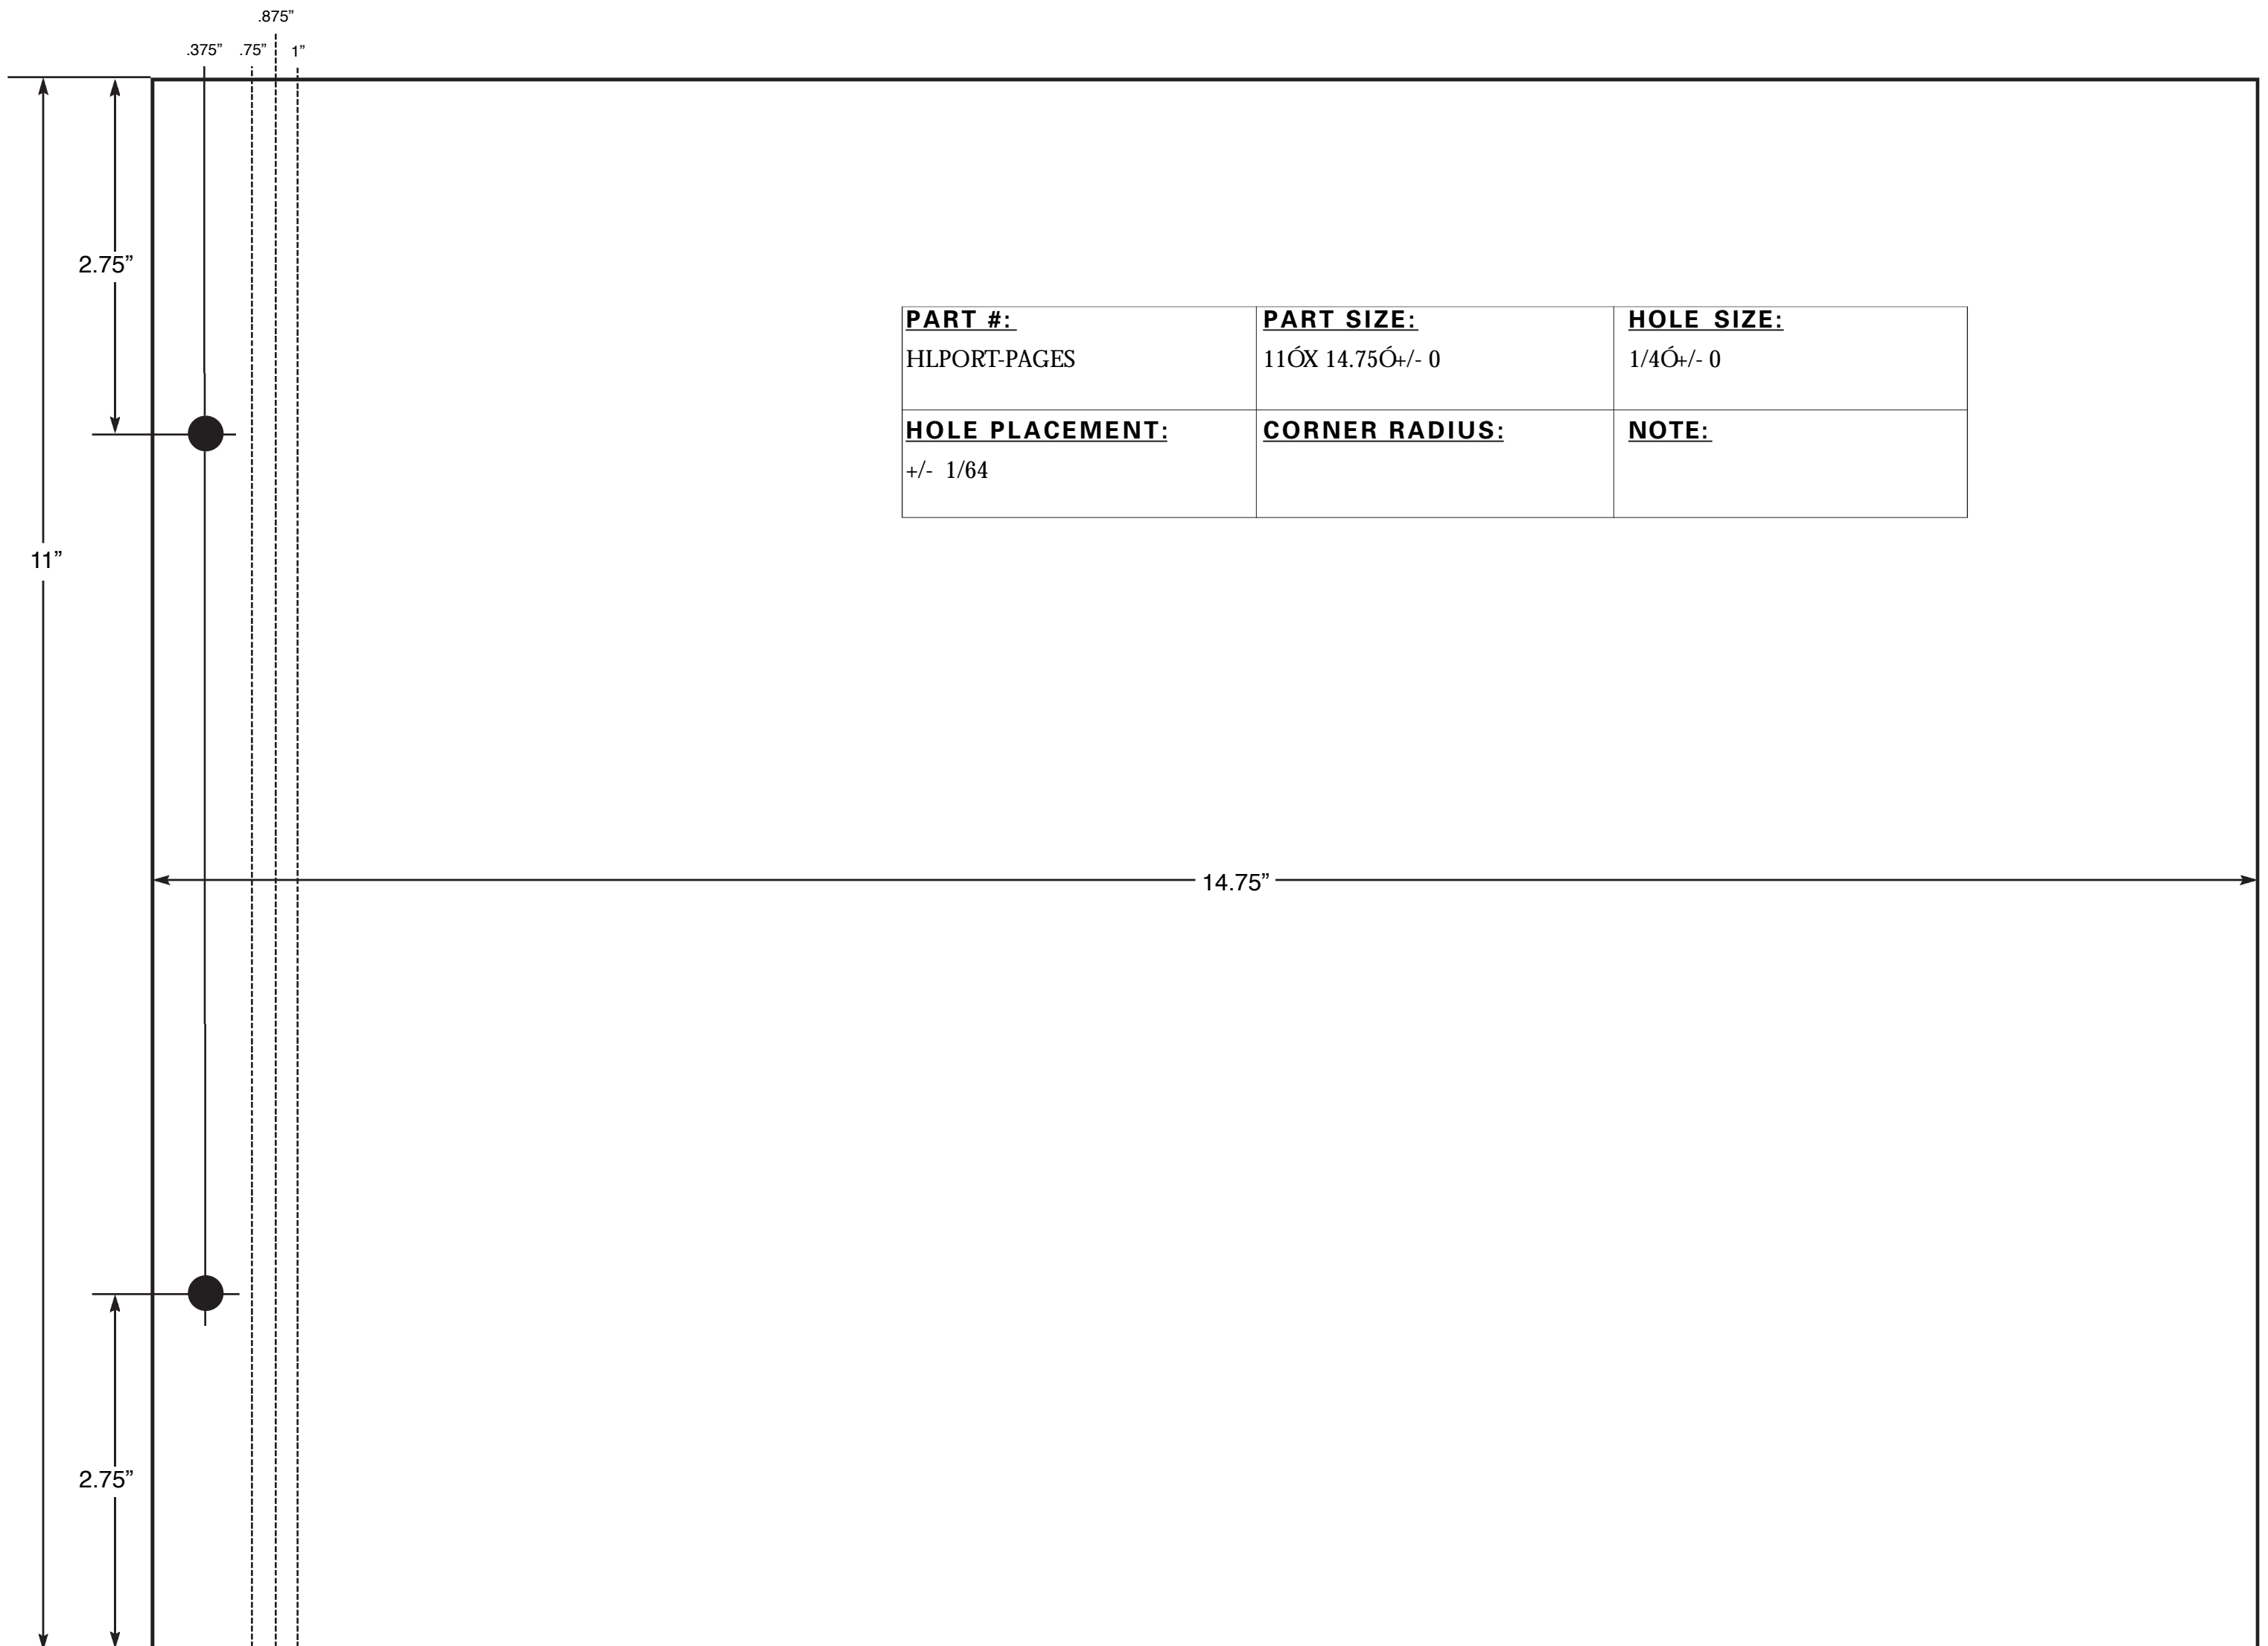 .875”
.375” .75” 1”
2.75”
PART #:
HLPORT-PAGES
PART SIZE:
11ÓX 14.75Ó+/- 0
HOLE SIZE:
1/4Ó+/- 0
HOLE PLACEMENT:
+/- 1/64
CORNER RADIUS:
NOTE:
11”
14.75”
2.75”